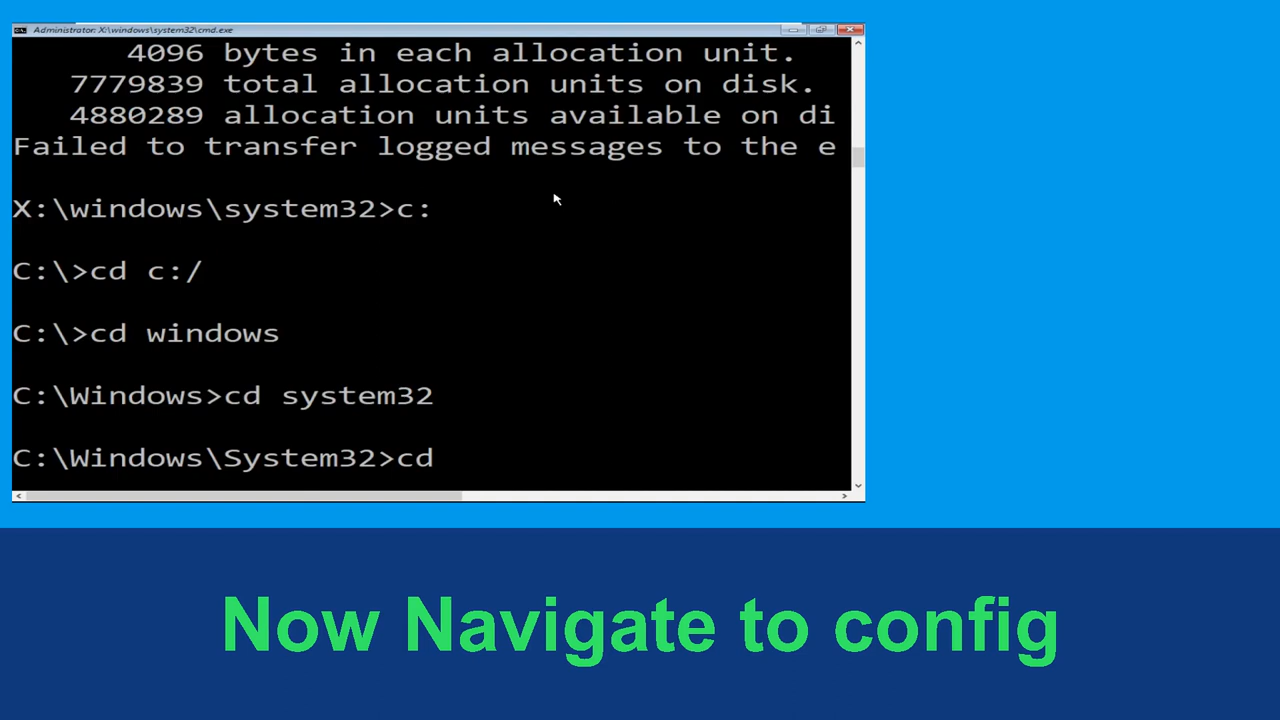 Administrator: X:\windows\system32\cmd.exe
4096 bytes in each allocation unit.
7779839 total allocation units on disk.
4880289 allocation units available on di
Failed to transfer logged messages to the e
X:\windows\system32>c:
C:\>cd c:/
C:\>cd windows
C:\Windows>cd system32
C:\Windows\System32>cd
Now Navigate to config